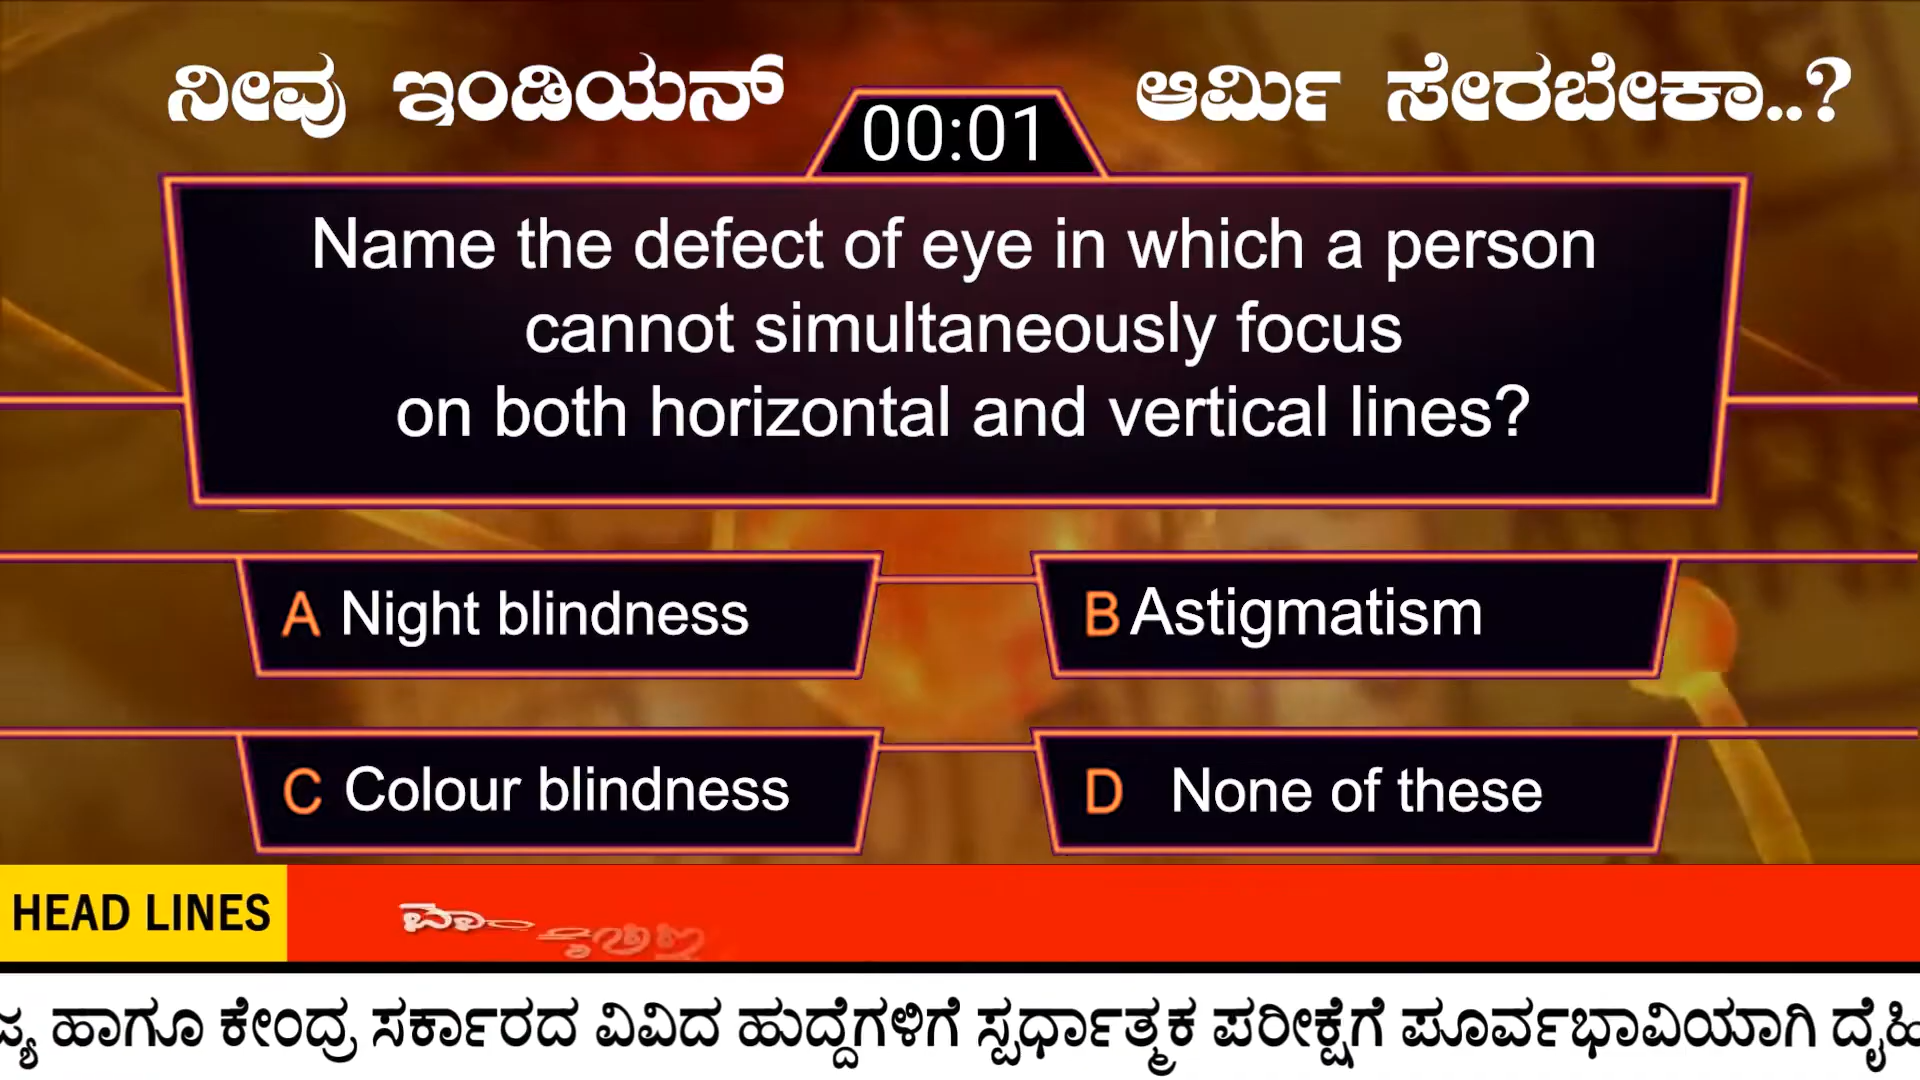 ನೀವು ಇಂಡಿಯನ್ ಆರ್ಮಿ ಸೇರಬೇಕಾ..?
00:01
Name the defect of eye in which a person
cannot simultaneously focus
on both horizontal and vertical lines?
A Night blindness
B Astigmatism
C Colour blindness
D None of these
HEAD LINES
ಹಾಗೂ ಕೇಂದ್ರ ಸರ್ಕಾರದ ವಿವಿದ ಹುದ್ದೆಗಳಿಗೆ ಸ್ಪರ್ಧಾತ್ಮಕ ಪರೀಕ್ಷೆಗೆ ಪೂರ್ವಭಾವಿಯಾಗಿ